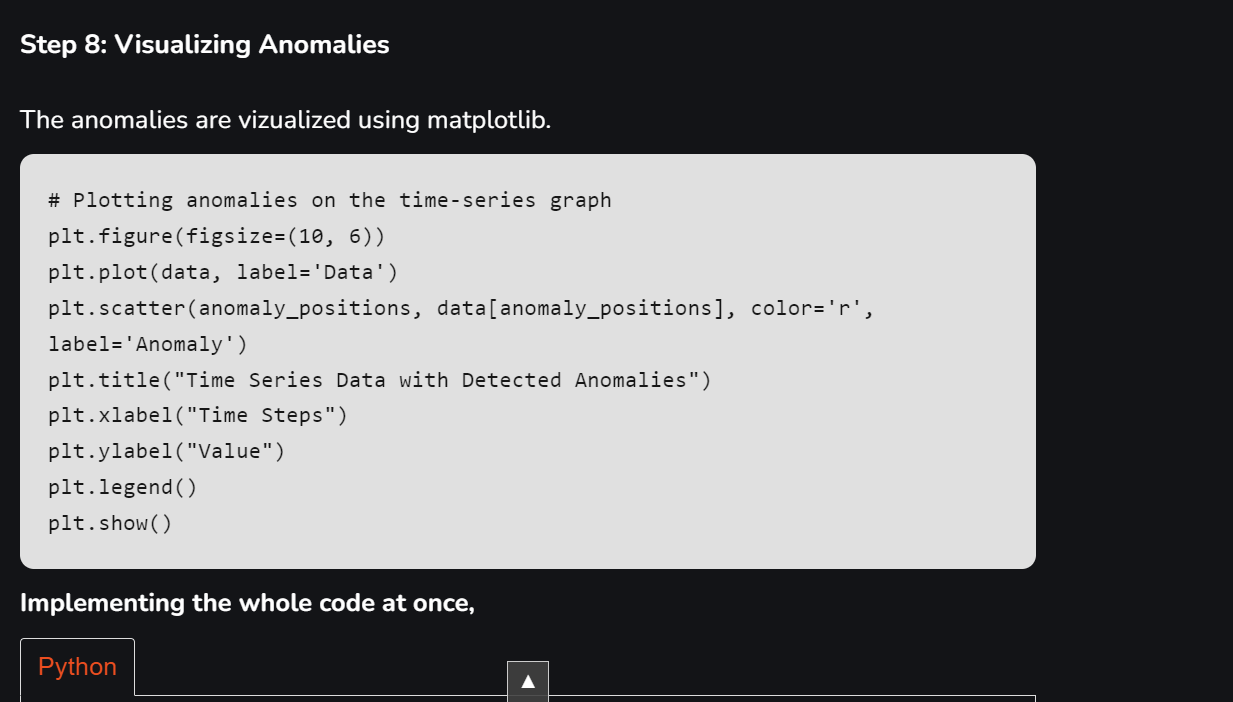 Step 8: Visualizing Anomalies
The anomalies are vizualized using matplotlib.
# Plotting anomalies on the time-series graph
plt.figure(figsize=(10, 6))
plt.plot(data, label='Data')
plt.scatter(anomaly_positions, data[anomaly_positions], color='r',
label='Anomaly')
plt.title("Time Series Data with Detected Anomalies")
plt.xlabel("Time Steps")
plt.ylabel("Value")
plt.legend()
plt.show()
Implementing the whole code at once,
Python